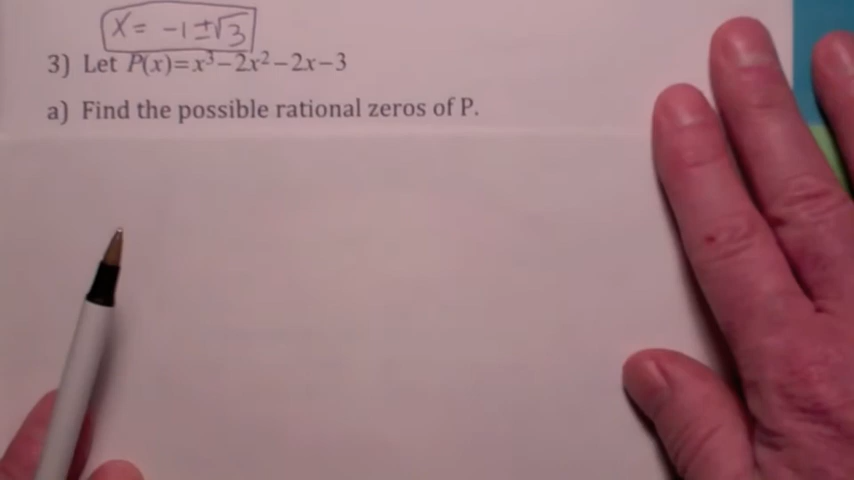 x = -1 ± √3
3) Let P(x)=x³-2x²-2x-3
a) Find the possible rational zeros of P.